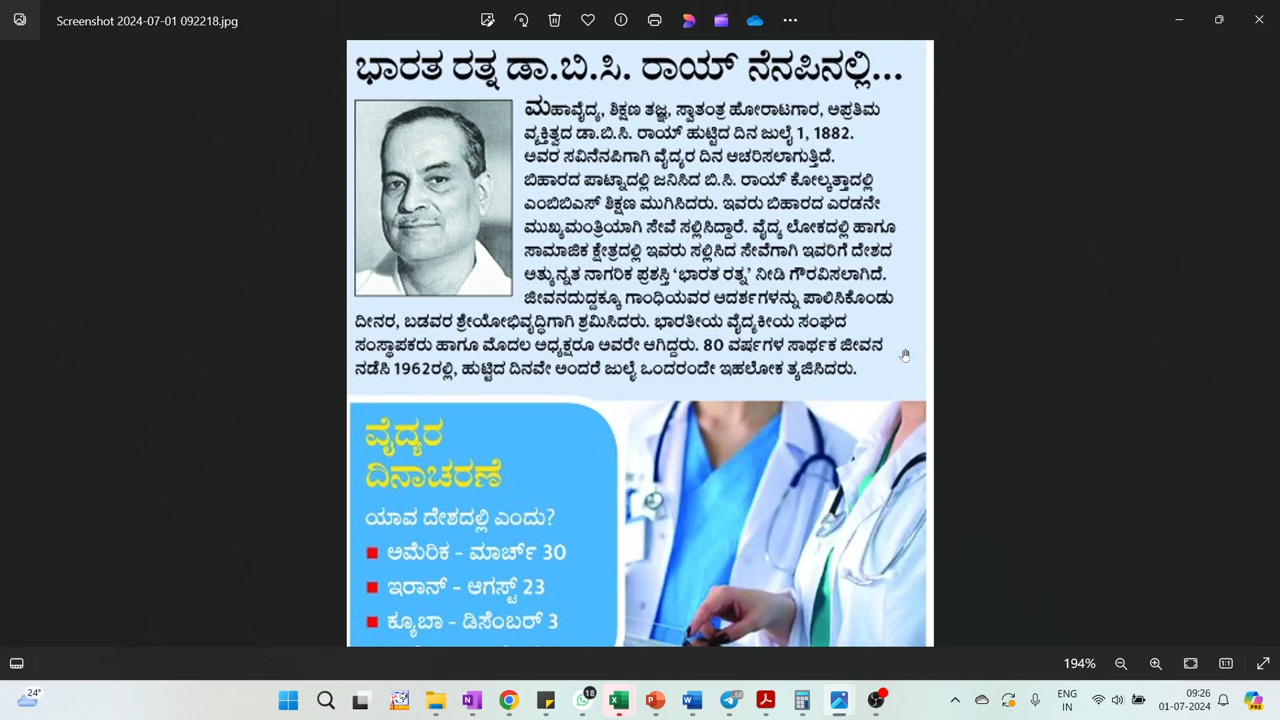 Screenshot 2024-07-01 092218.jpg
ಭಾರತ ರತ್ನ ಡಾ.ಬಿ.ಸಿ. ರಾಯ್ ನೆನಪಿನಲ್ಲಿ...
ಮಹಾವೈದ್ಯ, ಶಿಕ್ಷಣ ತಜ್ಞ, ಸ್ವಾತಂತ್ರ ಹೋರಾಟಗಾರ, ಅಪ್ರತಿಮ
ವ್ಯಕ್ತಿತ್ವದ ಡಾ.ಬಿ.ಸಿ. ರಾಯ್ ಹುಟ್ಟಿದ ದಿನ ಜುಲೈ 1, 1882.
ಅವರ ಸವಿನೆನಪಿಗಾಗಿ ವೈದ್ಯರ ದಿನ ಆಚರಿಸಲಾಗುತ್ತಿದೆ.
ಬಿಹಾರದ ಪಾಟ್ನಾದಲ್ಲಿ ಜನಿಸಿದ ಬಿ.ಸಿ. ರಾಯ್ ಕೋಲ್ಕತ್ತಾದಲ್ಲಿ
ಎಂಬಿಬಿಎಸ್ ಶಿಕ್ಷಣ ಮುಗಿಸಿದರು. ಇವರು ಬಿಹಾರದ ಎರಡನೇ
ಮುಖ್ಯಮಂತ್ರಿಯಾಗಿ ಸೇವೆ ಸಲ್ಲಿಸಿದ್ದಾರೆ. ವೈದ್ಯ ಲೋಕದಲ್ಲಿ ಹಾಗೂ
ಸಾಮಾಜಿಕ ಕ್ಷೇತ್ರದಲ್ಲಿ ಇವರು ಸಲ್ಲಿಸಿದ ಸೇವೆಗಾಗಿ ಇವರಿಗೆ ದೇಶದ
ಅತ್ಯುನ್ನತ ನಾಗರಿಕ ಪ್ರಶಸ್ತಿ ‘ಭಾರತ ರತ್ನ’ ನೀಡಿ ಗೌರವಿಸಲಾಗಿದೆ.
ಜೀವನದುದ್ದಕ್ಕೂ ಗಾಂಧಿಯವರ ಆದರ್ಶಗಳನ್ನು ಪಾಲಿಸಿಕೊಂಡು
ದೀನರ, ಬಡವರ ಶ್ರೇಯೋಭಿವೃದ್ಧಿಗಾಗಿ ಶ್ರಮಿಸಿದರು. ಭಾರತೀಯ ವೈದ್ಯಕೀಯ ಸಂಘದ
ಸಂಸ್ಥಾಪಕರು ಹಾಗೂ ಮೊದಲ ಅಧ್ಯಕ್ಷರೂ ಅವರೇ ಆಗಿದ್ದರು. 80 ವರ್ಷಗಳ ಸಾರ್ಥಕ ಜೀವನ
ನಡೆಸಿ 1962ರಲ್ಲಿ, ಹುಟ್ಟಿದ ದಿನವೇ ಅಂದರೆ ಜುಲೈ ಒಂದರಂದೇ ಇಹಲೋಕ ತ್ಯಜಿಸಿದರು.
ವೈದ್ಯರ
ದಿನಾಚರಣೆ
ಯಾವ ದೇಶದಲ್ಲಿ ಎಂದು?
ಅಮೆರಿಕ - ಮಾರ್ಚ್ 30
ಇರಾನ್ - ಆಗಸ್ಟ್ 23
ಕ್ಯೂಬಾ - ಡಿಸೆಂಬರ್ 3
194%
24°
18
ENG
IN
09:26
01-07-2024